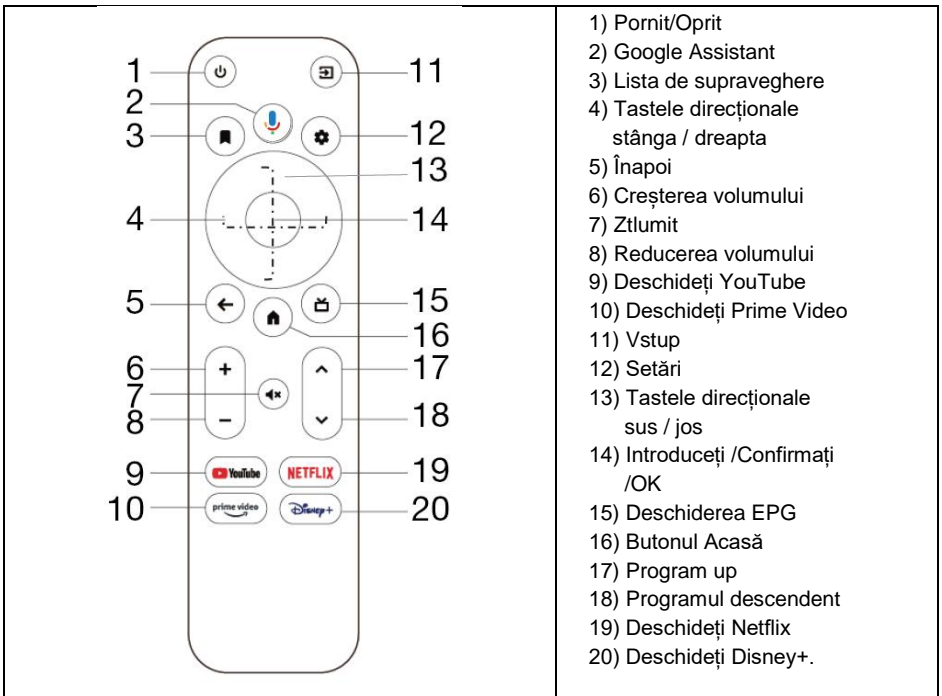 1
11
2
3
12
13
4
14
5
15
16
6
17
7
8
18
9
YouTube
NETFLIX
19
10
prime video
Disney+
20
1) Pornit/Oprit
2) Google Assistant
3) Lista de supraveghere
4) Tastele direcționale
stânga / dreapta
5) Înapoi
6) Creșterea volumului
7) Ztlumit
8) Reducerea volumului
9) Deschideți YouTube
10) Deschideți Prime Video
11) Vstup
12) Setări
13) Tastele direcționale
sus / jos
14) Introduceți /Confirmați
/OK
15) Deschiderea EPG
16) Butonul Acasă
17) Program up
18) Programul descendent
19) Deschideți Netflix
20) Deschideți Disney+.